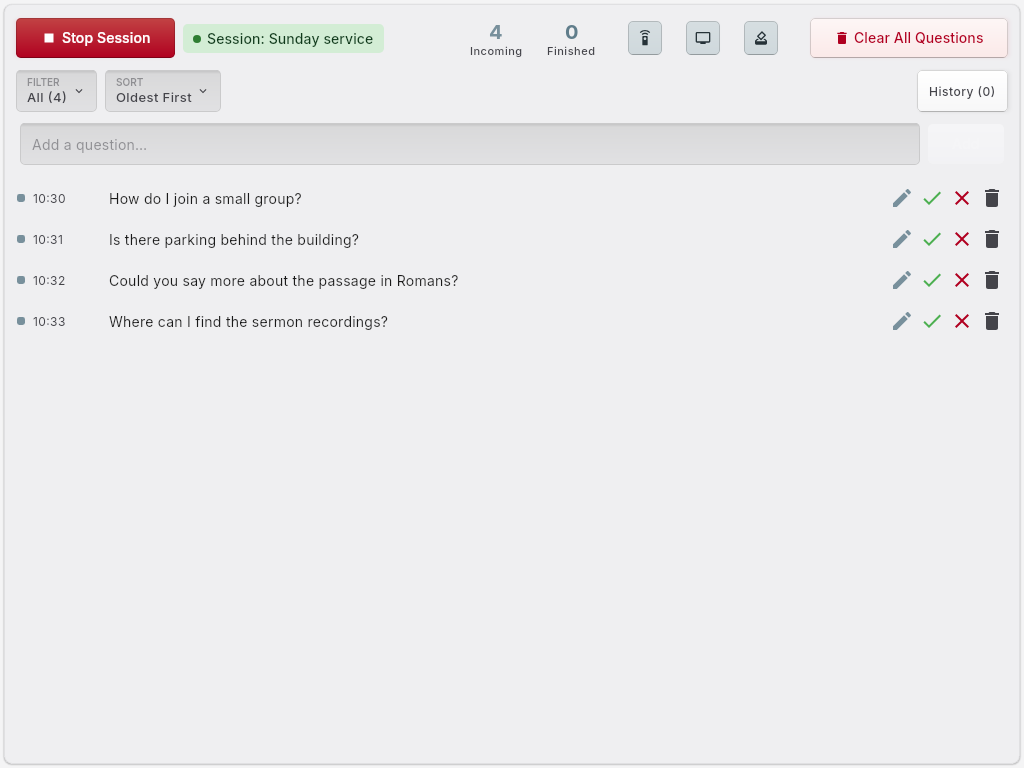 Stop Session
Session: Sunday service
4
Incoming
0
Finished
Clear All Questions
FILTER
All (4)
SORT
Oldest First
History (0)
Add a question...
10:30 How do I join a small group?
10:31 Is there parking behind the building?
10:32 Could you say more about the passage in Romans?
10:33 Where can I find the sermon recordings?